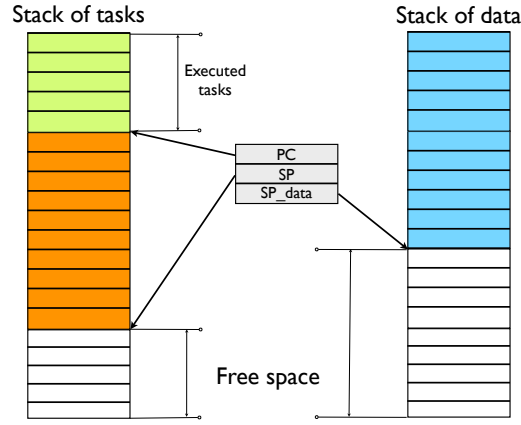 Stack of tasks
Stack of data
Executed
tasks
PC
SP
SP_data
Free space